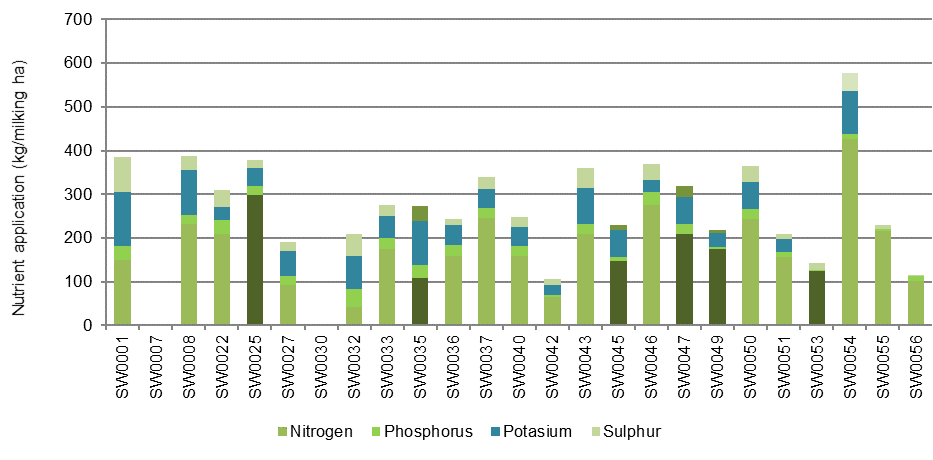 Nutrient application (kg/milking ha)
700
600
500
400
300
200
100
0
SW0001
SW0007
SW0008
SW0022
SW0025
SW0027
SW0030
SW0032
SW0033
SW0035
SW0036
SW0037
SW0040
SW0042
SW0043
SW0045
SW0046
SW0047
SW0049
SW0050
SW0051
SW0053
SW0054
SW0055
SW0056
Nitrogen Phosphorus Potasium Sulphur